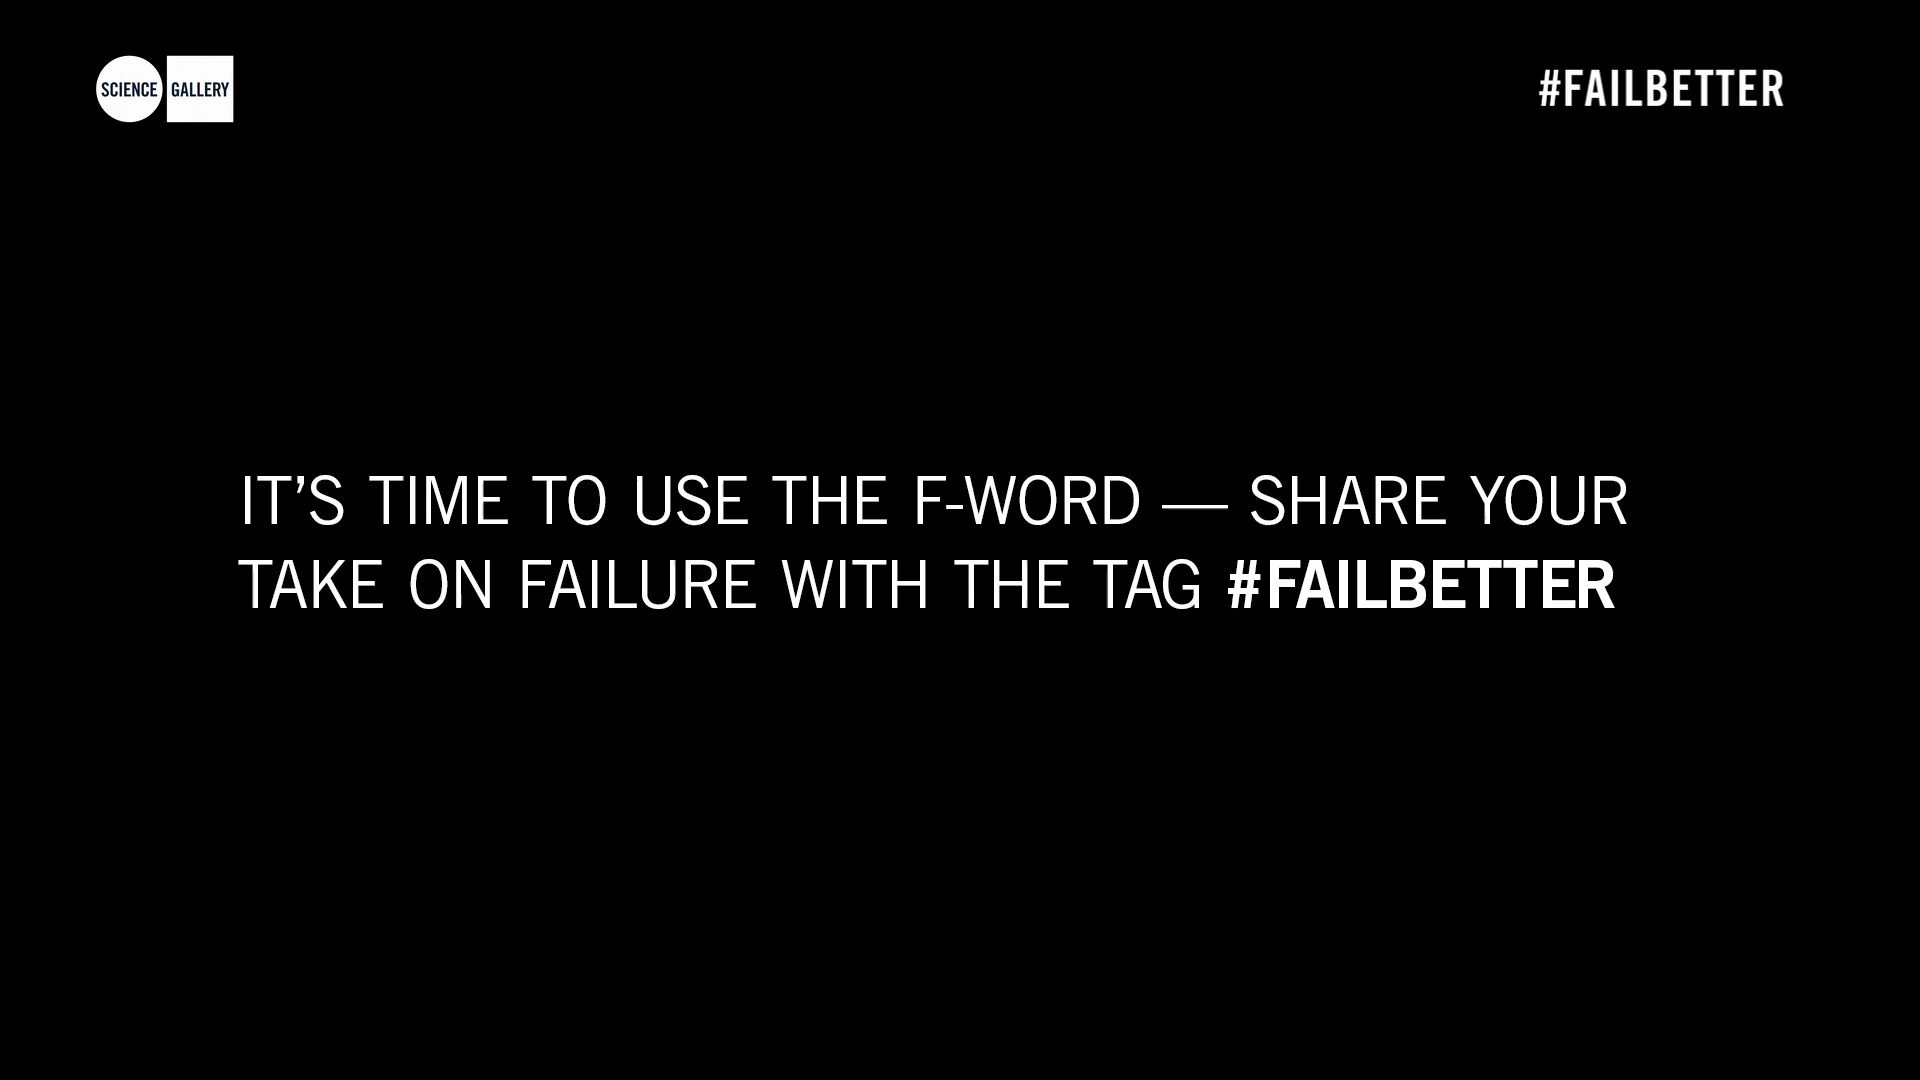 SCIENCE GALLERY
#FAILBETTER
IT’S TIME TO USE THE F-WORD — SHARE YOUR
TAKE ON FAILURE WITH THE TAG #FAILBETTER